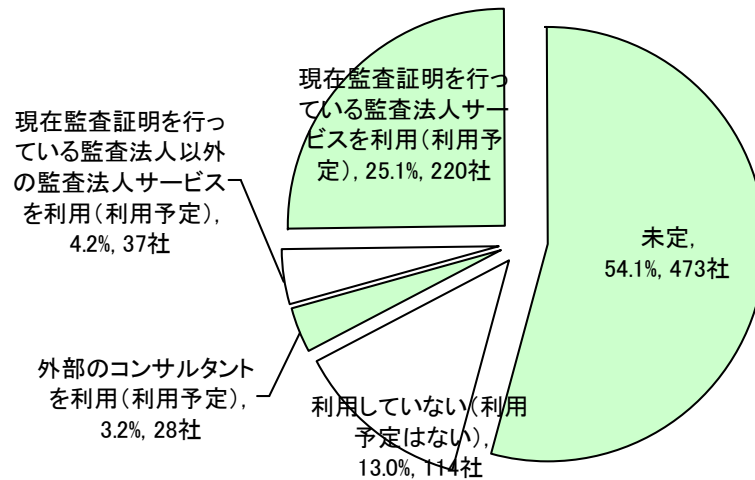 現在監査証明を行っ
ている監査法人サー
ビスを利用(利用予
定), 25.1%, 220社
現在監査証明を行っ
ている監査法人以外
の監査法人サービス
を利用(利用予定),
4.2%, 37社
未定,
54.1%, 473社
外部のコンサルタント
を利用(利用予定),
3.2%, 28社
利用していない(利用
予定はない),
13.0%, 114社